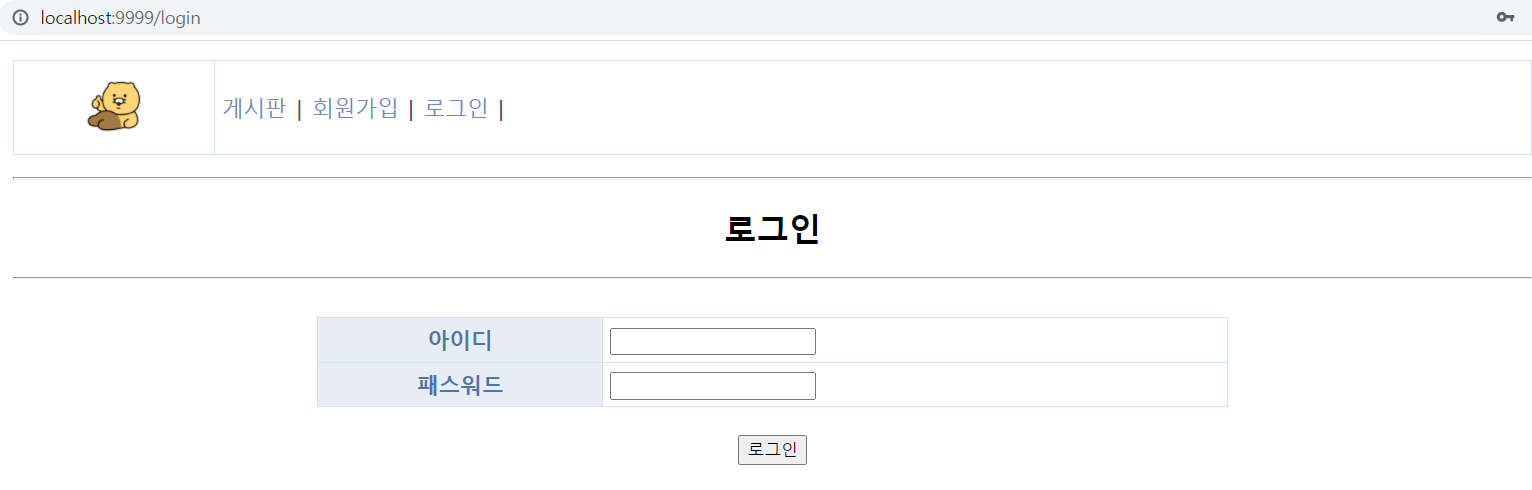 localhost:9999/login
게시판 | 회원가입 | 로그인 |
로그인
아이디
패스워드
로그인